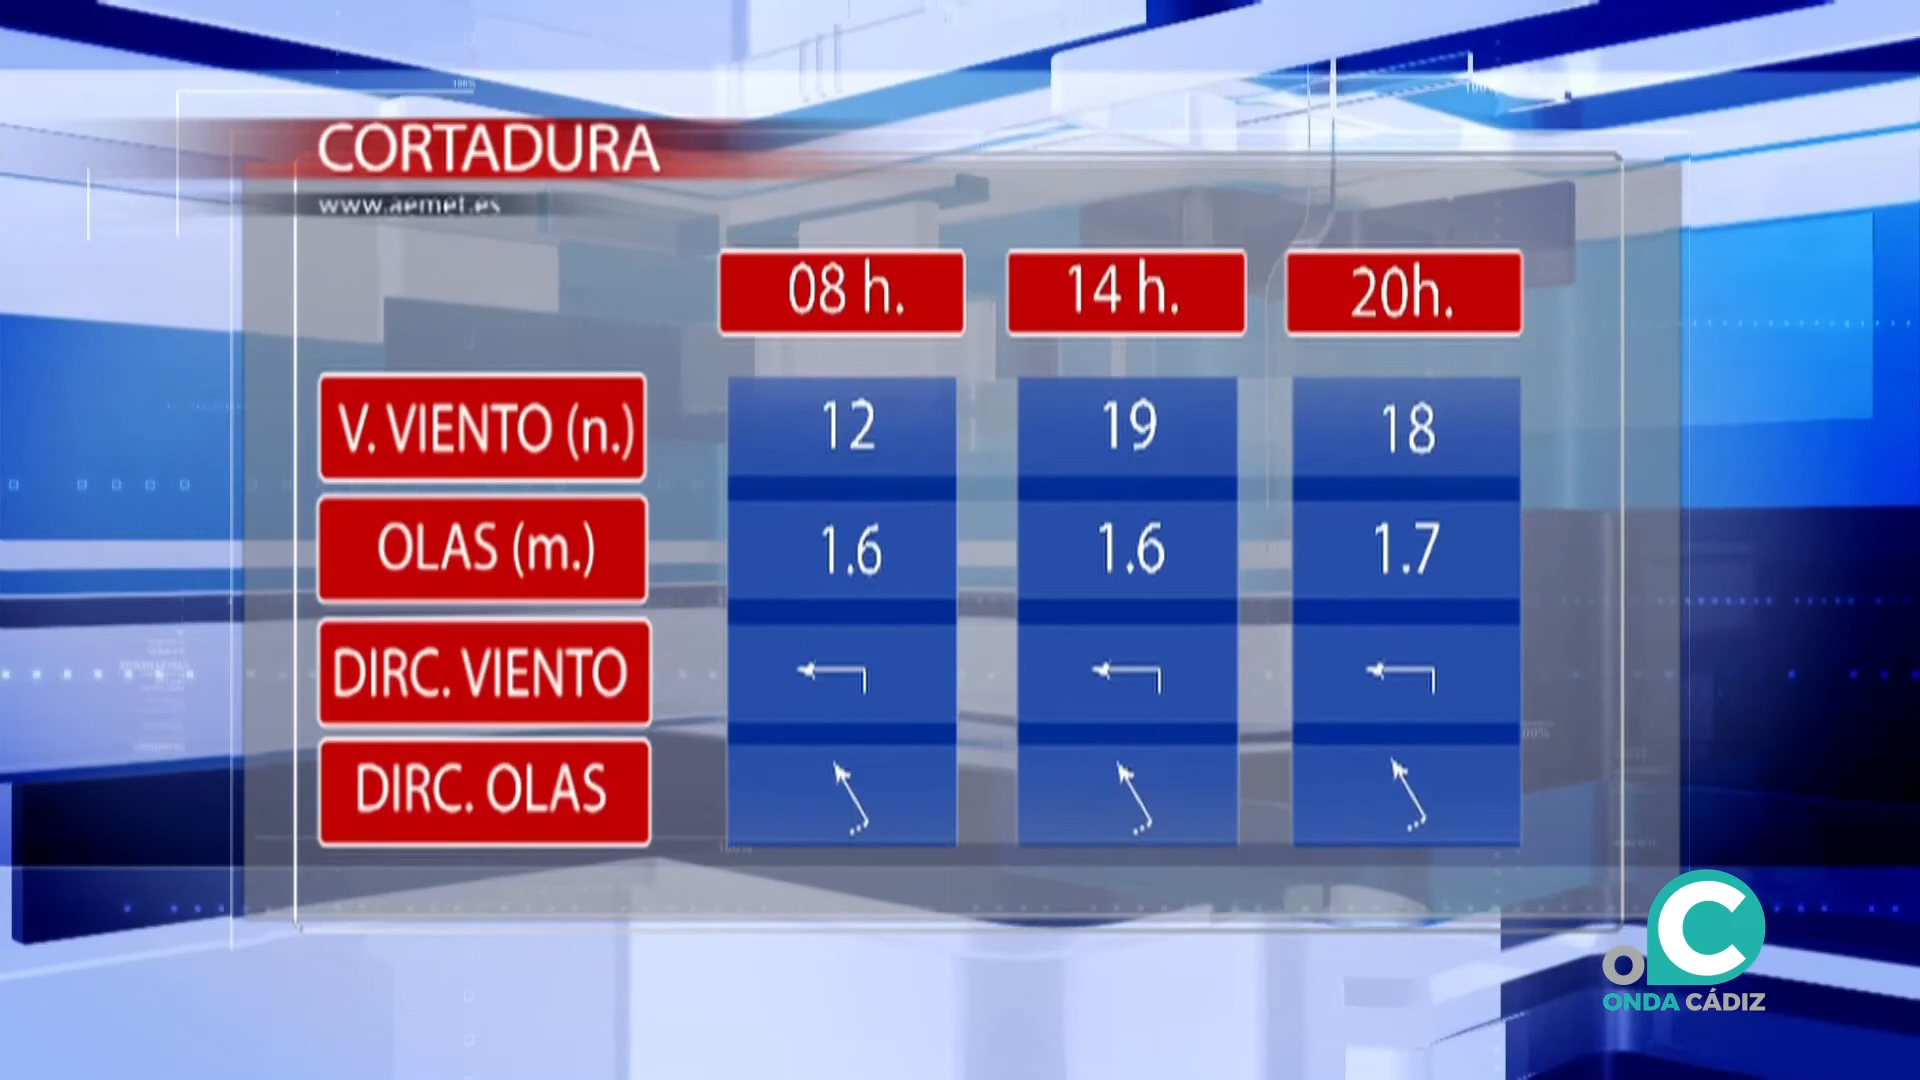 CORTADURA
www.aemet.es
08 h. 14 h. 20h.
V. VIENTO (n.) 12 19 18
OLAS (m.) 1.6 1.6 1.7
DIRC. VIENTO
DIRC. OLAS
ONDA CÁDIZ